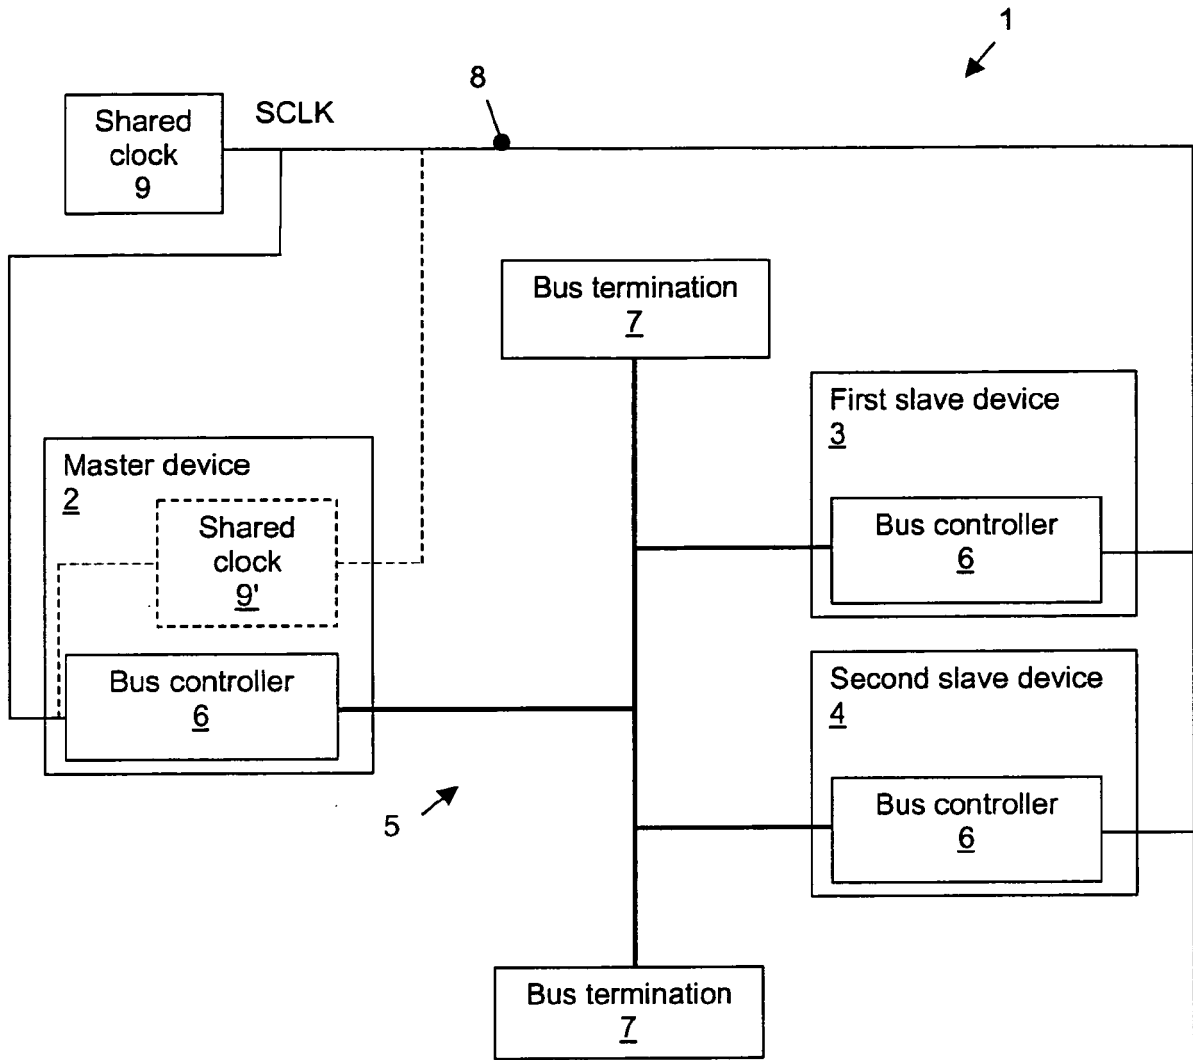 1
8
SCLK
Shared
clock
9
Bus termination
7
First slave device
3
Bus controller
6
Master device
2
Shared
clock
9'
Bus controller
6
Second slave device
4
Bus controller
6
5
Bus termination
7